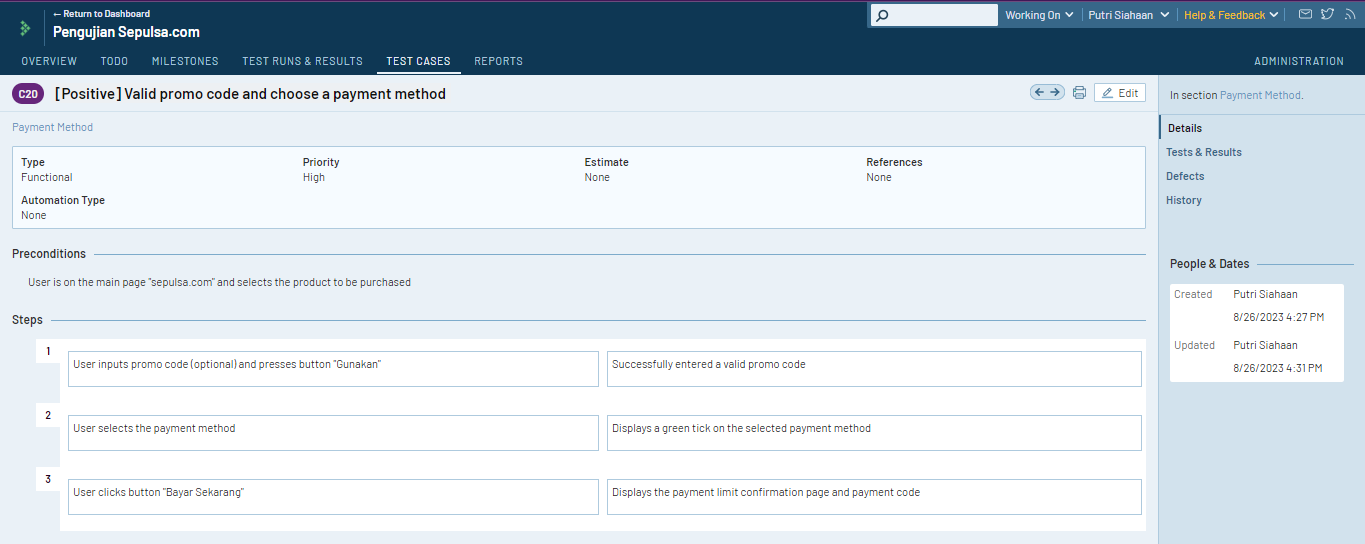 ← Return to Dashboard
Pengujian Sepulsa.com
Working On
Putri Siahaan
Help & Feedback
OVERVIEW TODO MILESTONES TEST RUNS & RESULTS TEST CASES REPORTS ADMINISTRATION
C20 [Positive] Valid promo code and choose a payment method
Edit
Payment Method
Type Priority Estimate References
Functional High None None
Automation Type
None
Preconditions
User is on the main page "sepulsa.com" and selects the product to be purchased
Steps
1 User inputs promo code (optional) and presses button "Gunakan" Successfully entered a valid promo code
2 User selects the payment method Displays a green tick on the selected payment method
3 User clicks button "Bayar Sekarang" Displays the payment limit confirmation page and payment code
In section Payment Method.
Details
Tests & Results
Defects
History
People & Dates
Created Putri Siahaan
8/26/2023 4:27 PM
Updated Putri Siahaan
8/26/2023 4:31 PM